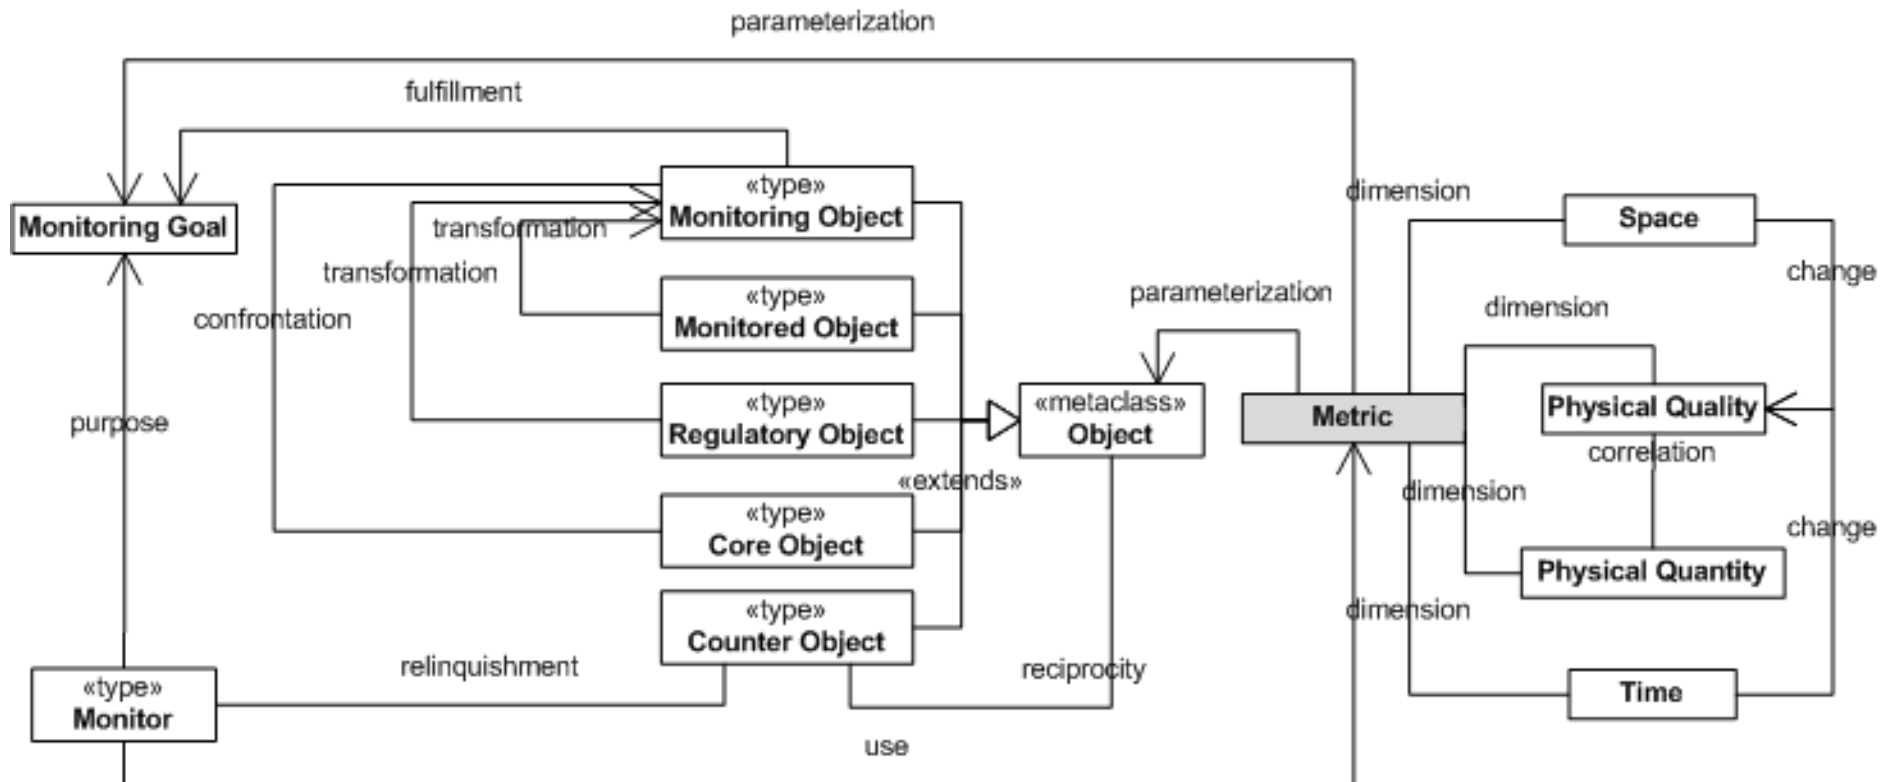 parameterization
fulfillment
«type»
Monitoring Object
dimension
Space
Monitoring Goal
transformation
transformation
change
«type»
Monitored Object
parameterization
dimension
confrontation
«type»
Regulatory Object
«metaclass»
Object
Metric
Physical Quality
purpose
correlation
«extends»
dimension
«type»
Core Object
change
Physical Quantity
«type»
Counter Object
dimension
relinquishment
reciprocity
«type»
Monitor
Time
use